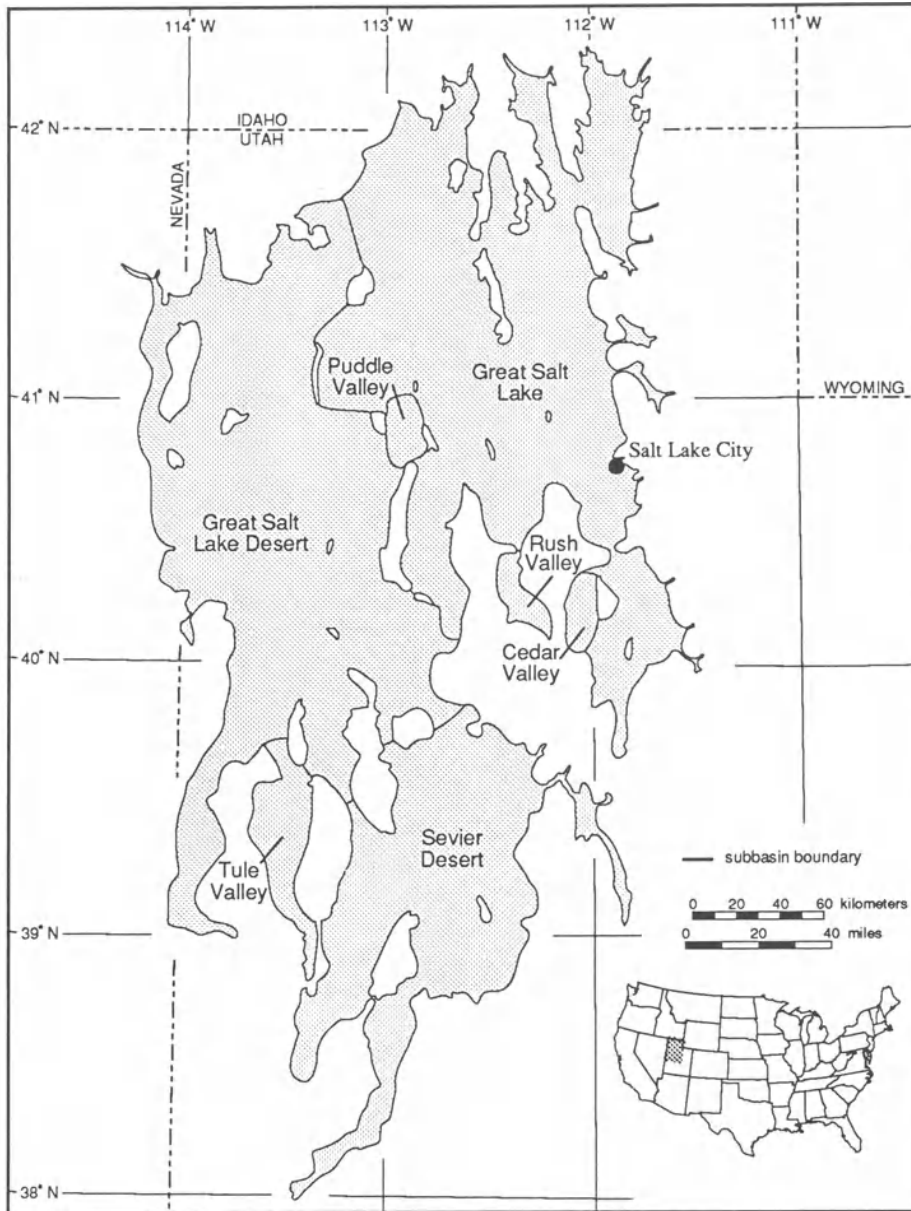 114° W
113° W
112° W
111° W
42° N
IDAHO
UTAH
NEVADA
Puddle
Valley
Great Salt
Lake
41° N
WYOMING
Salt Lake City
Great Salt
Lake Desert
Rush
Valley
Cedar
Valley
40° N
Sevier
Desert
Tule
Valley
subbasin boundary
0 20 40 60 kilometers
0 20 40 miles
39° N
38° N